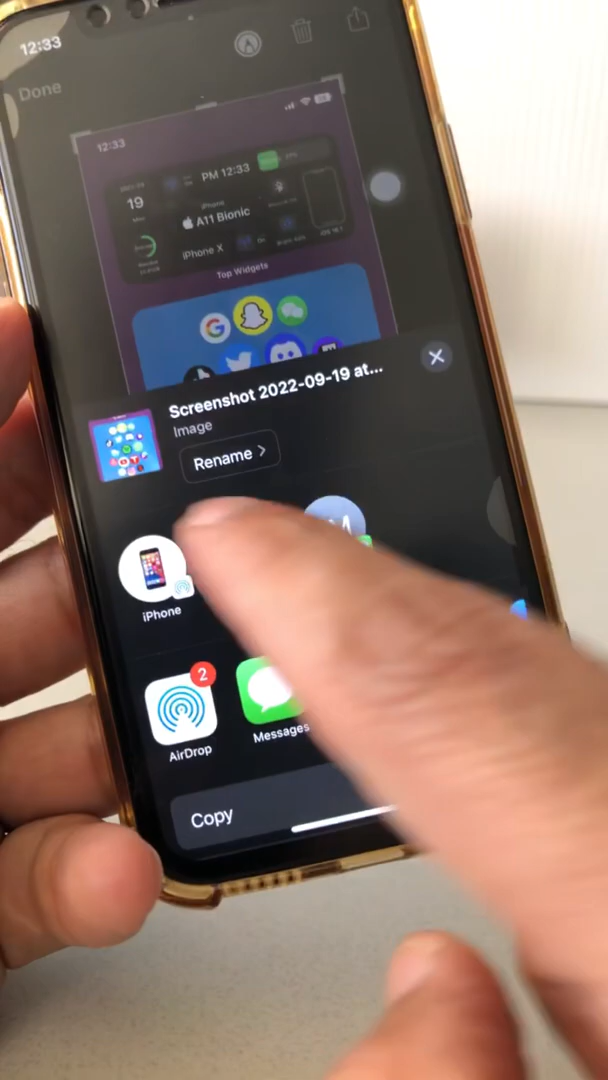 12:33
Done
12:33
19
PM 12:33
iPhone
A11 Bionic
iPhone X
Top Widgets
Screenshot 2022-09-19 at...
Image
Rename
M
iPhone
2
AirDrop
Messages
Copy